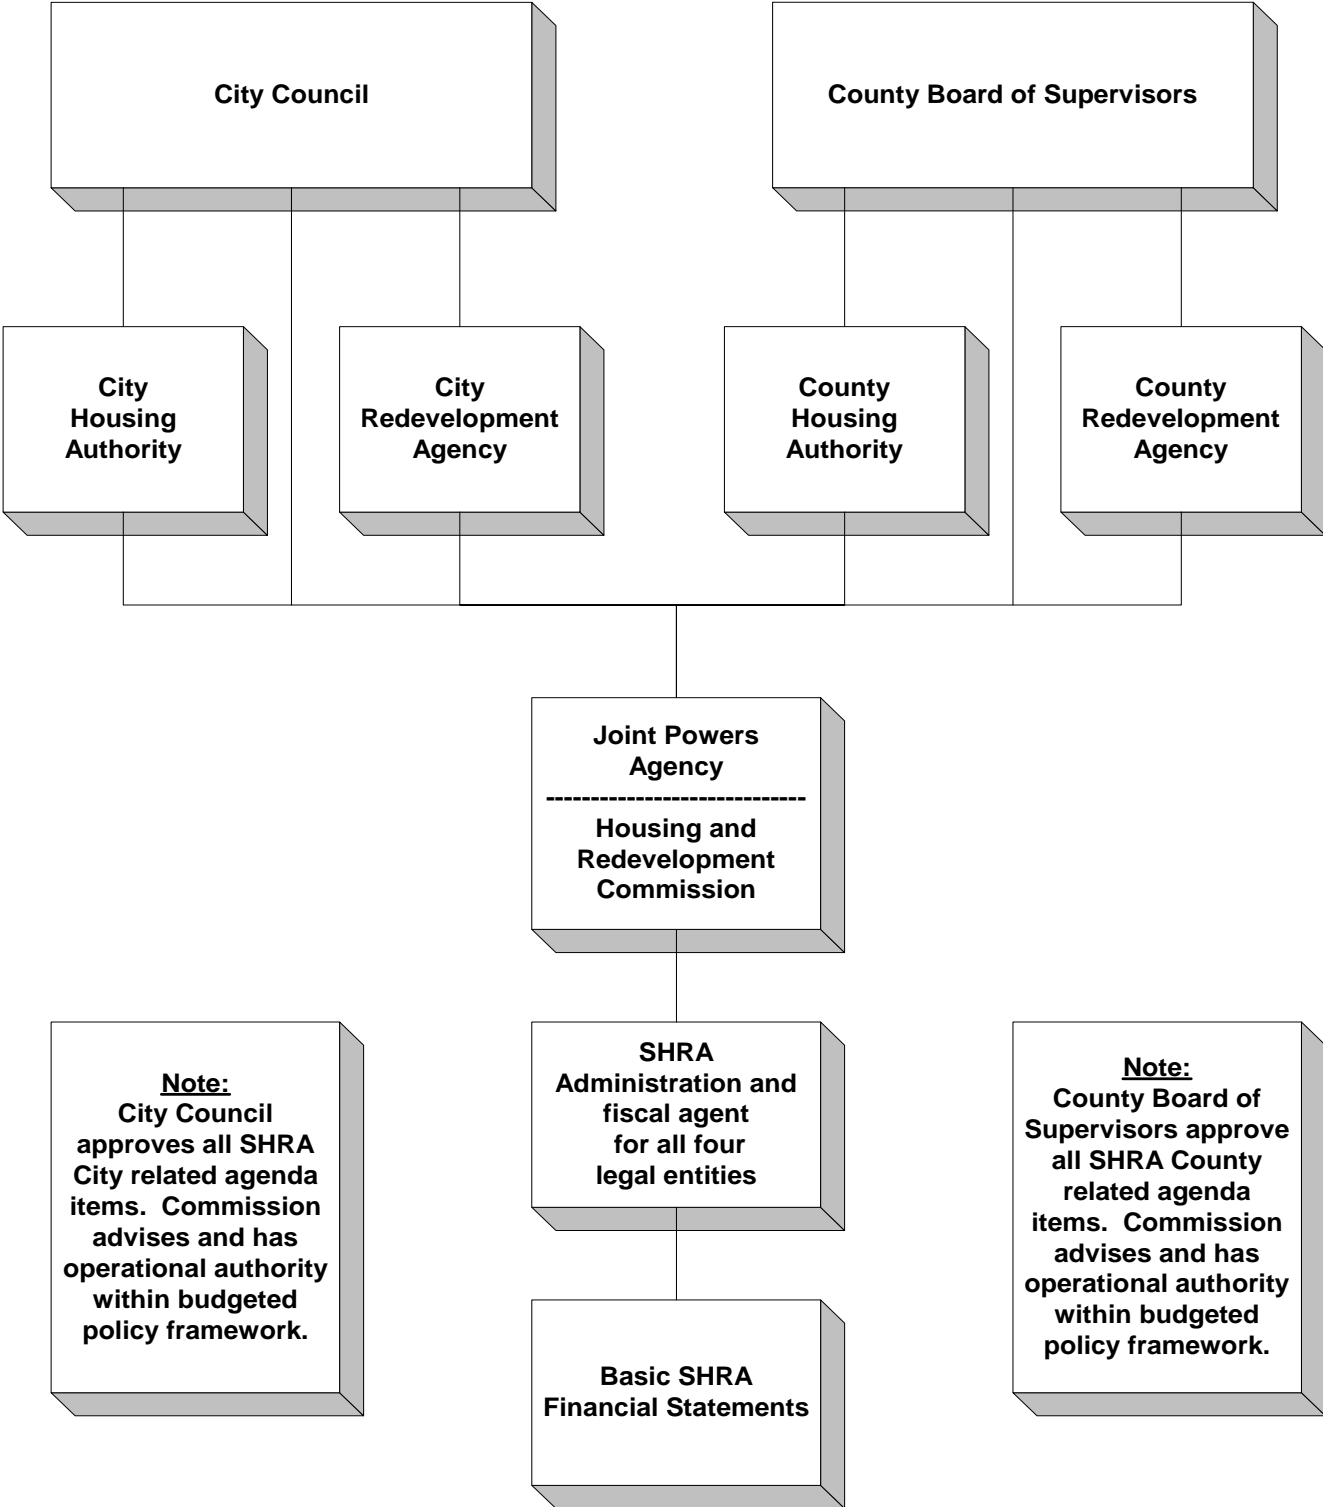 City Council
County Board of Supervisors
City
Housing
Authority
City
Redevelopment
Agency
County
Housing
Authority
County
Redevelopment
Agency
Joint Powers
Agency
-----------------------------
Housing and
Redevelopment
Commission
Note:
City Council
approves all SHRA
City related agenda
items.  Commission
advises and has
operational authority
within budgeted
policy framework.
SHRA
Administration and
fiscal agent
for all four
legal entities
Note:
County Board of
Supervisors approve
all SHRA County
related agenda
items.  Commission
advises and has
operational authority
within budgeted
policy framework.
Basic SHRA
Financial Statements